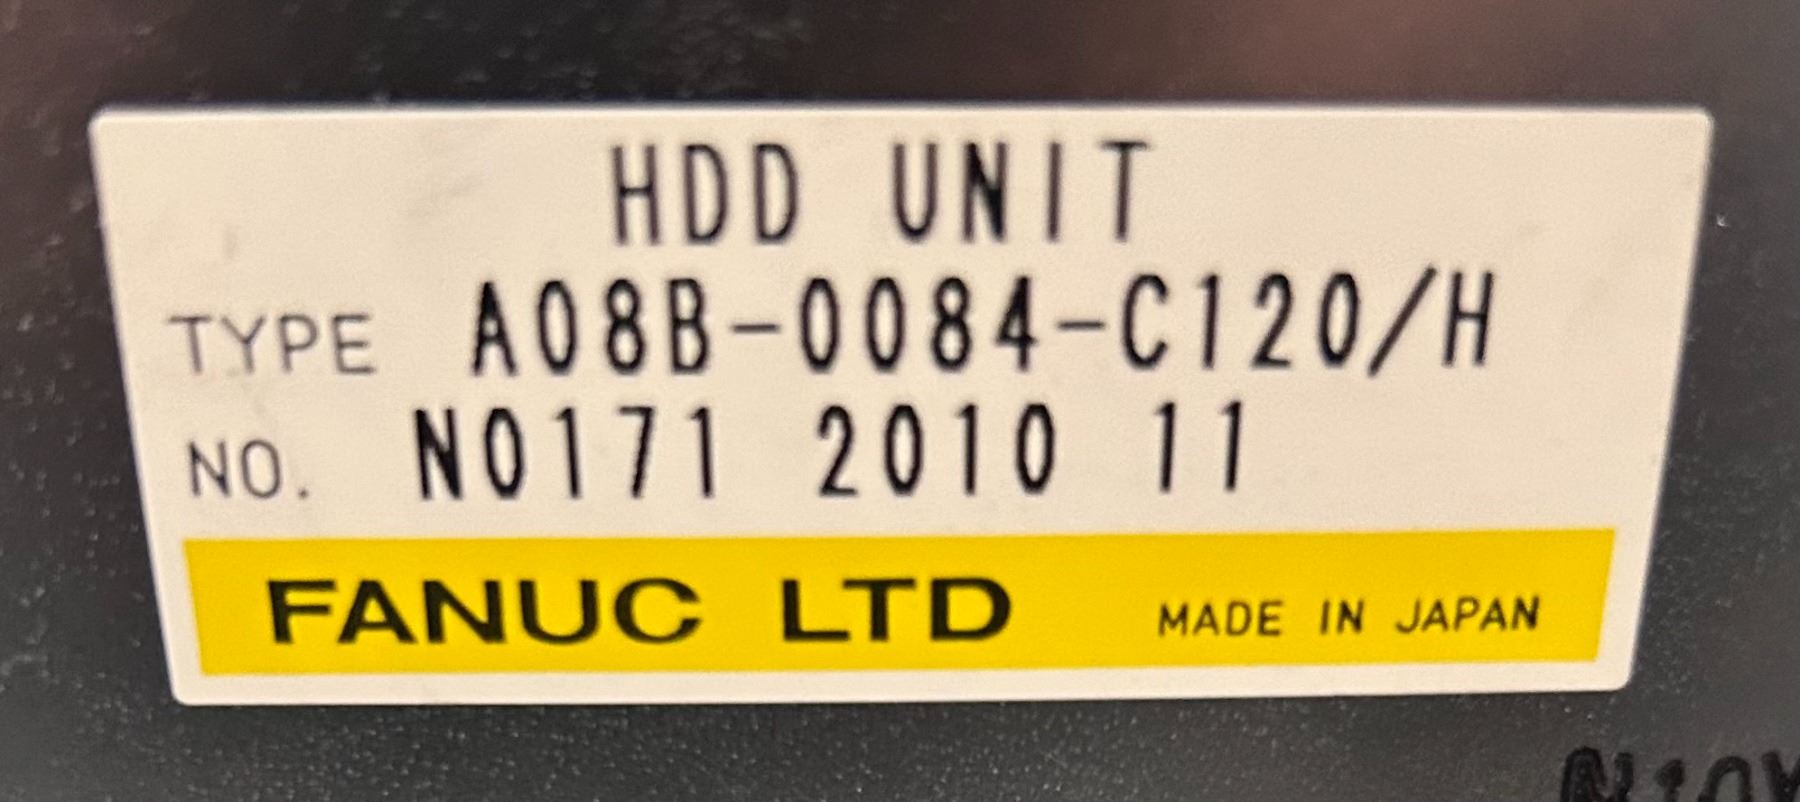 HDD UNIT
TYPE A08B-0084-C120/H
NO. N0171 2010 11
FANUC LTD MADE IN JAPAN